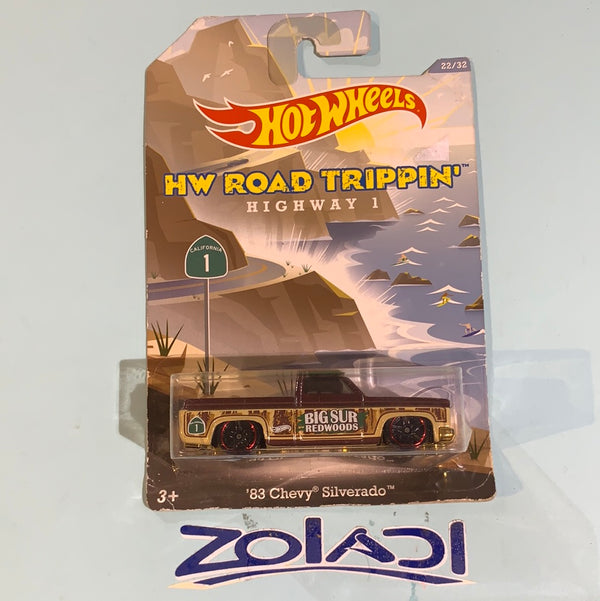 22/32
HOT WHEELS
HW ROAD TRIPPIN'™
HIGHWAY 1
CALIFORNIA
1
BIG SUR
REDWOODS
1
3+
'83 Chevy® Silverado™